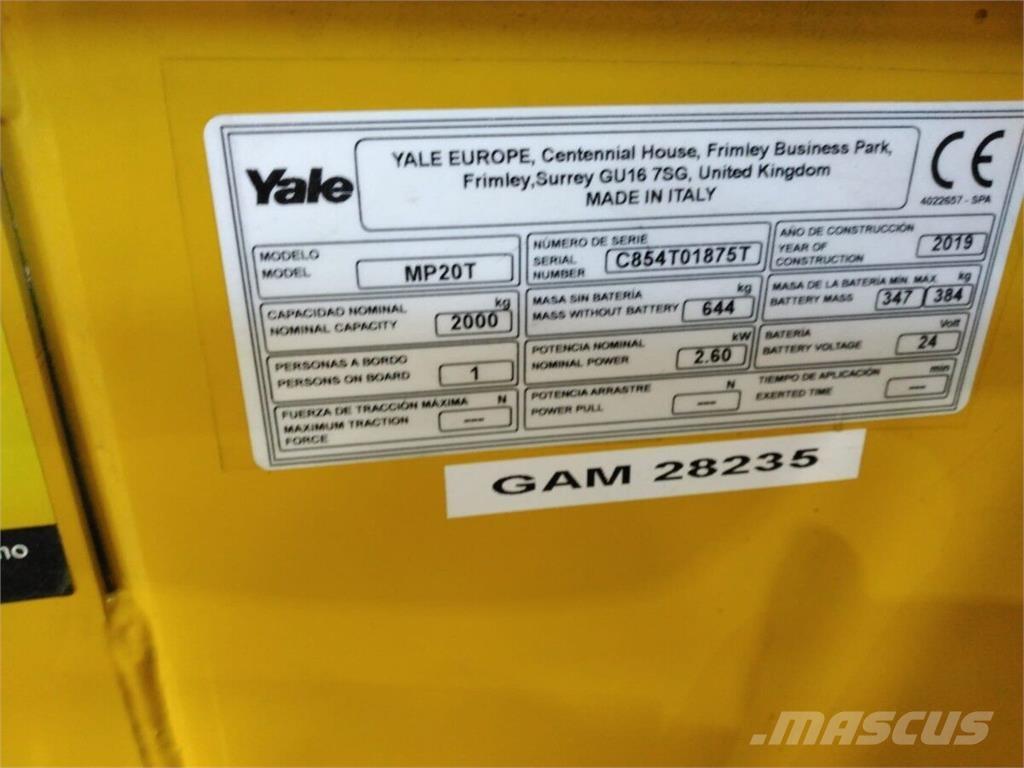 Yale
YALE EUROPE, Centennial House, Frimley Business Park,
Frimley,Surrey GU16 7SG, United Kingdom
MADE IN ITALY
CE
4022657 - SPA
MODELO
MODEL
MP20T
NÚMERO DE SERIE
SERIAL
NUMBER
C854T01875T
AÑO DE CONSTRUCCIÓN
YEAR OF
CONSTRUCTION
2019
CAPACIDAD NOMINAL kg
NOMINAL CAPACITY 2000
MASA SIN BATERÍA kg
MASS WITHOUT BATTERY 644
MASA DE LA BATERÍA MÍN MAX kg
BATTERY MASS 347 384
PERSONAS A BORDO
PERSONS ON BOARD 1
POTENCIA NOMINAL kW
NOMINAL POWER 2.60
BATERÍA Volt
BATTERY VOLTAGE 24
FUERZA DE TRACCIÓN MÁXIMA N
MAXIMUM TRACTION
FORCE
---
POTENCIA ARRASTRE N
POWER PULL ---
TIEMPO DE APLICACIÓN min
EXERTED TIME ---
GAM 28235
no
MASCUS